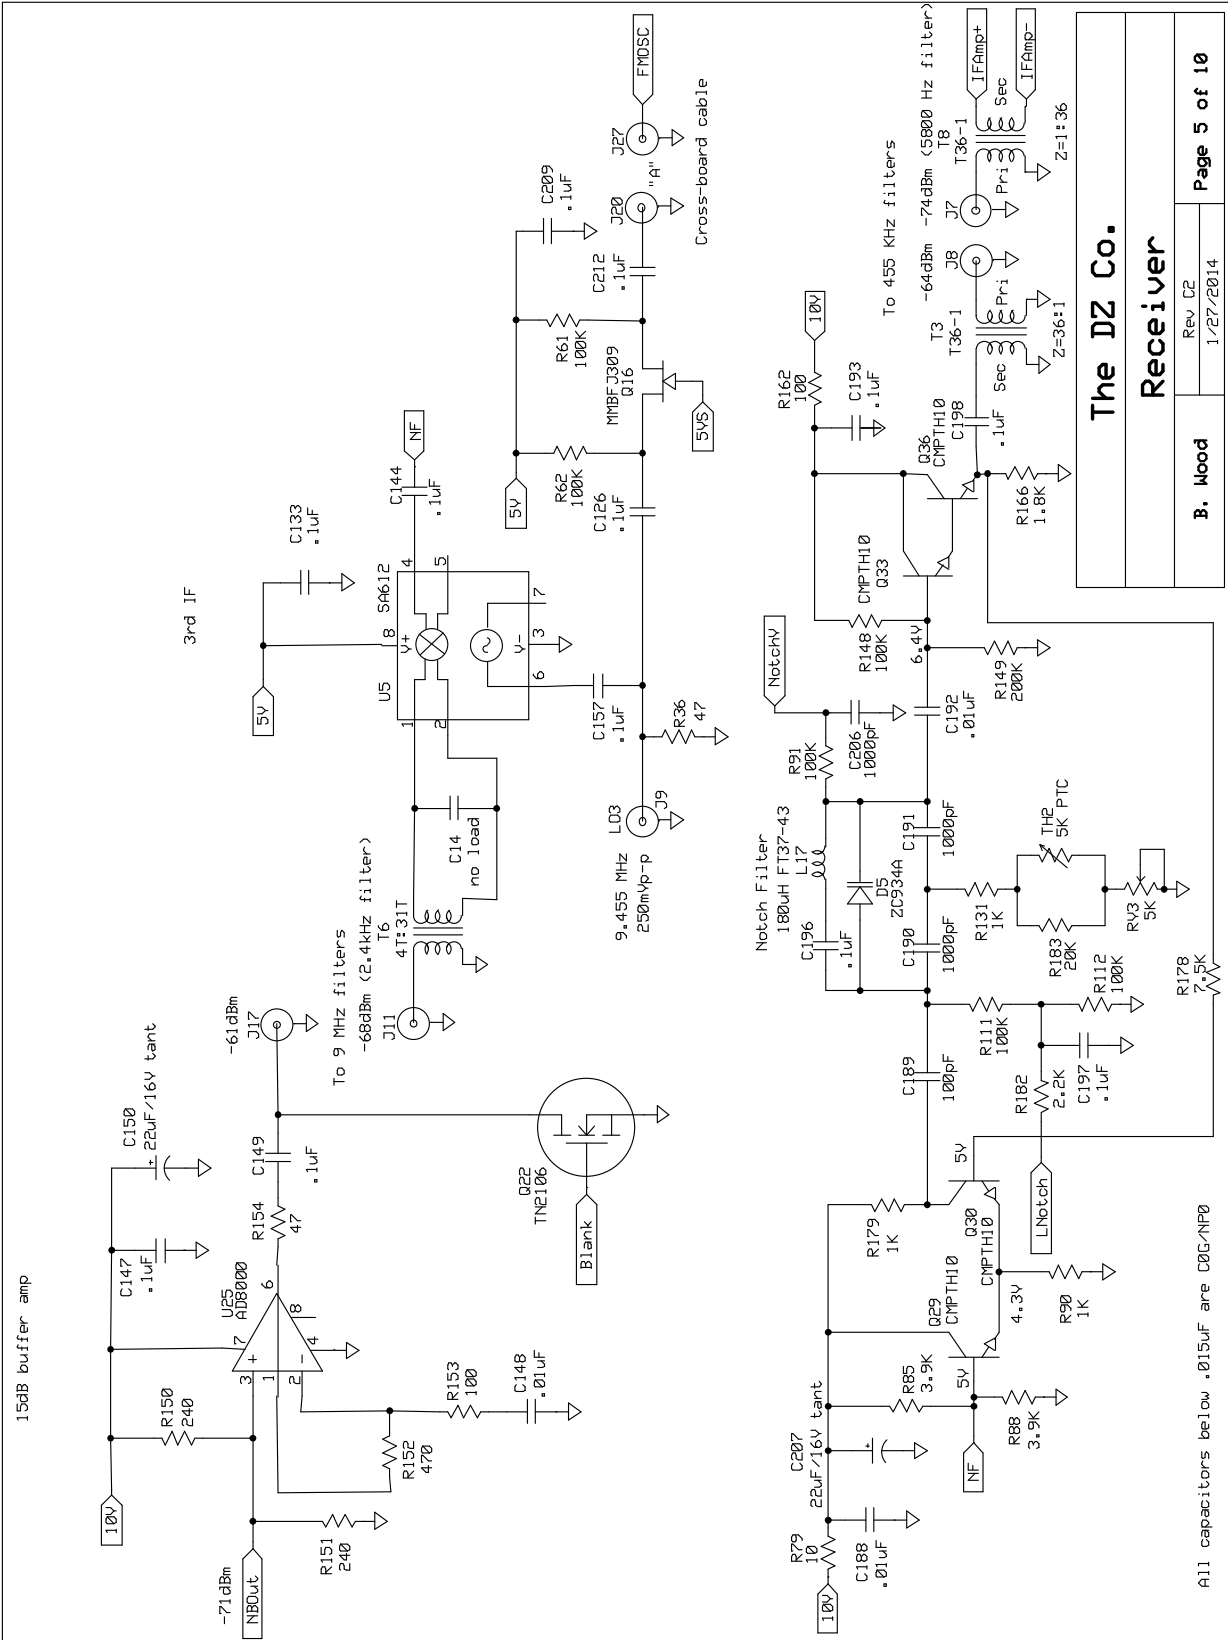 15dB buffer amp
10V
R150
240
C147
.1uF
C150
22uF/16V tant
-71dBm
NBOut
R151
240
3
+
1
2
-
7
U25
AD8000
6
8
4
R154
47
C149
.1uF
-61dBm
J17
R152
470
R153
100
C148
.01uF
Blank
Q22
TN2106
To 9 MHz filters
-68dBm (2.4kHz filter)
J11
T6
4T:31T
C14
no load
3rd IF
5V
C133
.1uF
U5
SA612
1
2
8
V+
4
5
6
V-
3
7
C144
.1uF
NF
9.455 MHz
250mVp-p
LO3
J9
R36
47
C157
.1uF
C126
.1uF
5V
R62
100K
R61
100K
MMBFJ309
Q16
5VS
C209
.1uF
C212
.1uF
J20
"A"
J27
FMOSC
Cross-board cable
10V
R79
10
C188
.01uF
C207
22uF/16V tant
NF
R85
3.9K
R88
3.9K
5V
Q29
CMPTH10
4.3V
R90
1K
Q30
CMPTH10
5V
R179
1K
C189
100pF
LNotch
R182
2.2K
C197
.1uF
R111
100K
R112
100K
Notch Filter
180uH FT37-43
L17
C196
.1uF
D5
ZC934A
C190
1000pF
C191
1000pF
R91
100K
C206
1000pF
NotchV
R131
1K
R183
20K
TH2
5K PTC
RV3
5K
R178
7.5K
C192
.01uF
R148
100K
6.4V
R149
200K
CMPTH10
Q33
Q36
CMPTH10
R162
100
10V
C193
.1uF
R166
1.8K
C198
.1uF
To 455 KHz filters
-64dBm
-74dBm (5800 Hz filter)
T3
T36-1
Sec
Pri
Z=36:1
J8
J7
T8
T36-1
Pri
Sec
Z=1:36
IFAmp+
IFAmp-
All capacitors below .015uF are C0G/NP0
The DZ Co.
Receiver
B. Wood
Rev C2
1/27/2014
Page 5 of 10